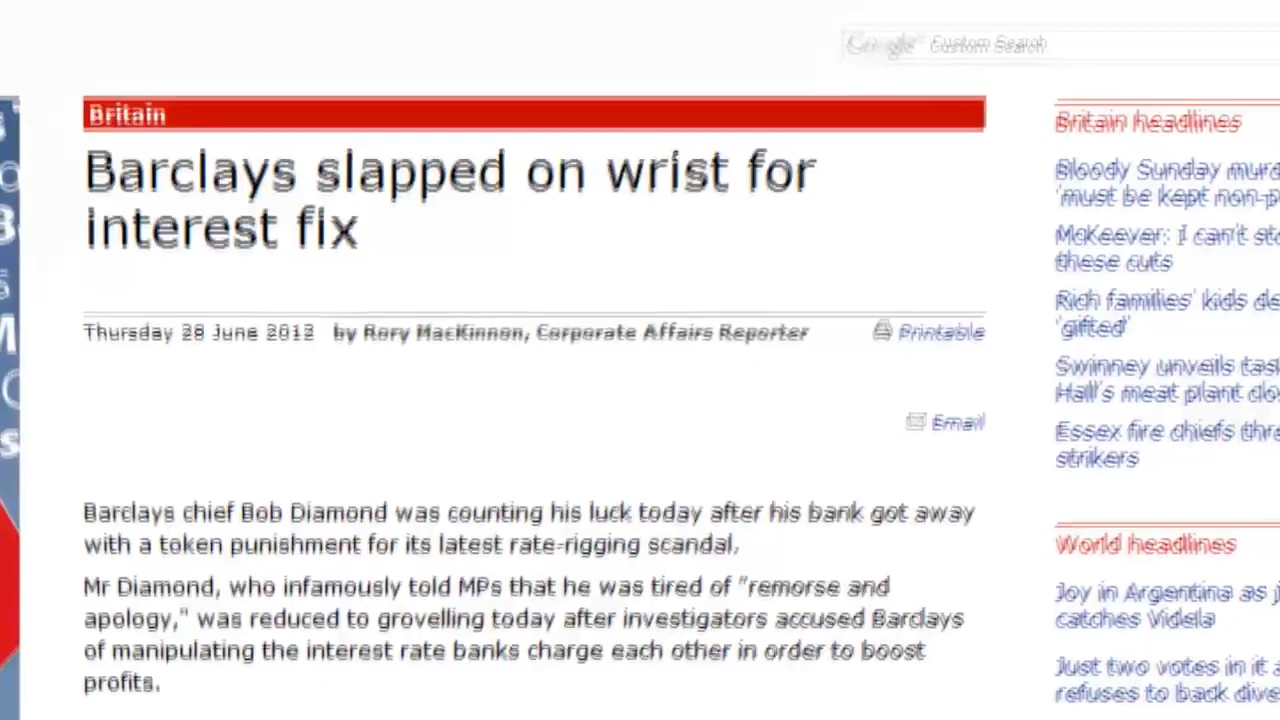 Google Custom Search
Britain
Barclays slapped on wrist for
interest fix
Thursday 28 June 2012 by Rory MacKinnon, Corporate Affairs Reporter
Printable
Email
Barclays chief Bob Diamond was counting his luck today after his bank got away
with a token punishment for its latest rate-rigging scandal.
Mr Diamond, who infamously told MPs that he was tired of "remorse and
apology," was reduced to grovelling today after investigators accused Barclays
of manipulating the interest rate banks charge each other in order to boost
profits.
Britain headlines
Bloody Sunday
'must be kept
McKeever: I can't
these cuts
Rich families' kids
'gifted'
Swinney unveils
Hall's meat plant
Essex fire chiefs
strikers
World headlines
Joy in Argentina as
catches Videla
Just two votes in it
refuses to back